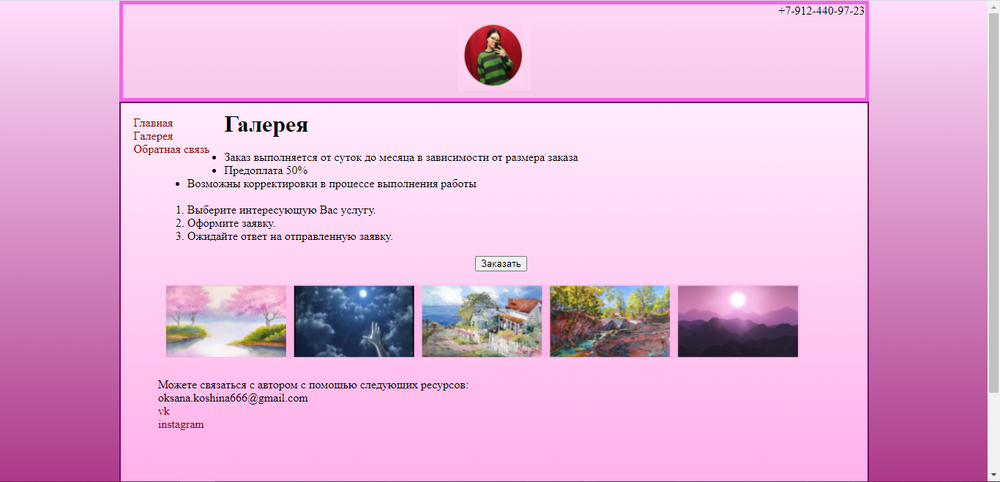 +7-912-440-97-23
Главная
Галерея
Обратная связь
Галерея
• Заказ выполняется от суток до месяца в зависимости от размера заказа
• Предоплата 50%
• Возможны корректировки в процессе выполнения работы
1. Выберите интересующую Вас услугу.
2. Оформите заявку.
3. Ожидайте ответ на отправленную заявку.
Заказать
Можете связаться с автором с помощью следующих ресурсов:
oksana.koshina666@gmail.com
vk
instagram